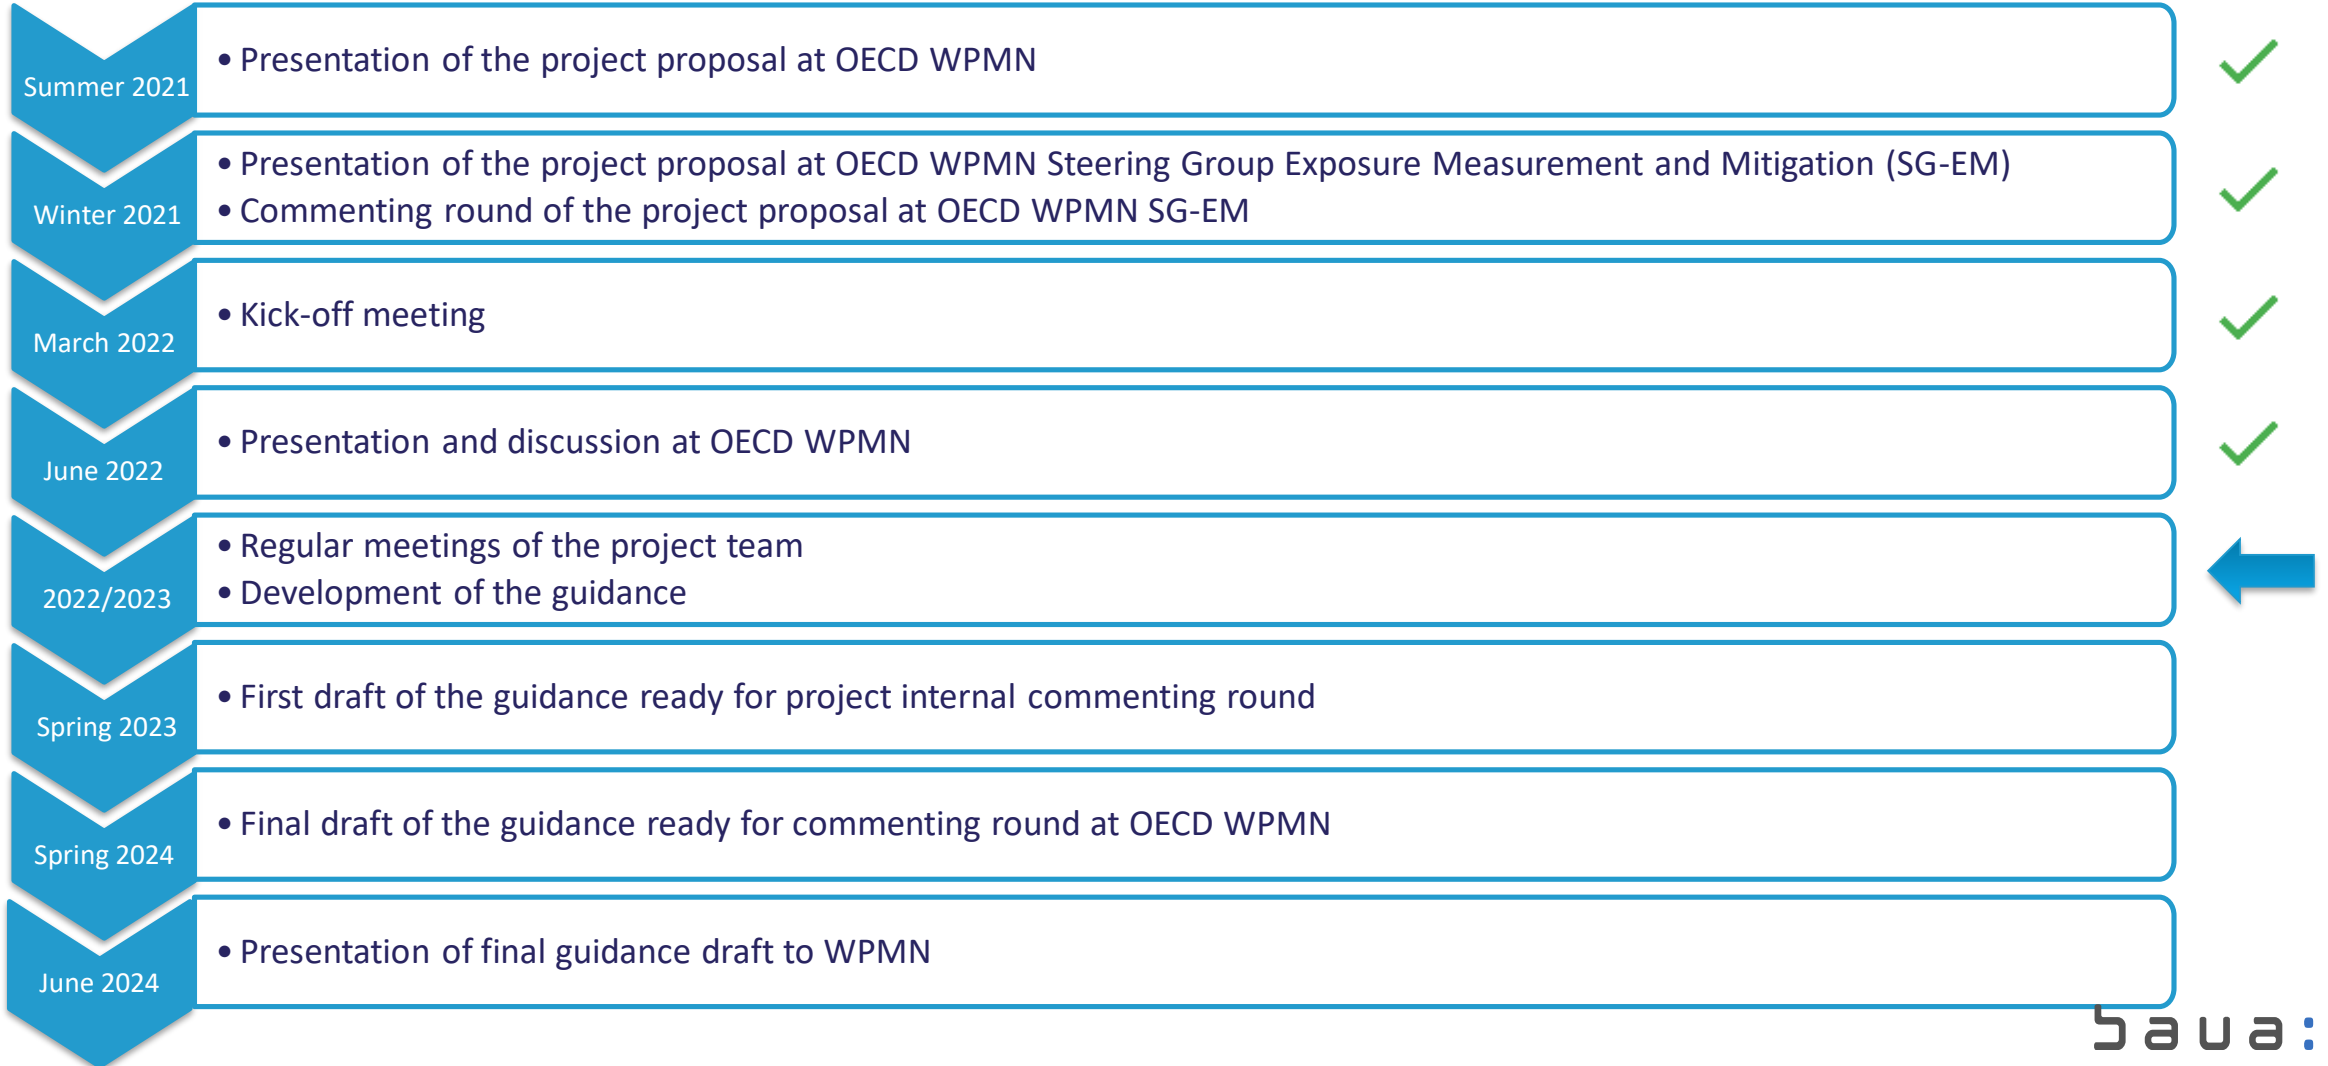 Summer 2021
• Presentation of the project proposal at OECD WPMN
Winter 2021
• Presentation of the project proposal at OECD WPMN Steering Group Exposure Measurement and Mitigation (SG-EM)
• Commenting round of the project proposal at OECD WPMN SG-EM
March 2022
• Kick-off meeting
June 2022
• Presentation and discussion at OECD WPMN
2022/2023
• Regular meetings of the project team
• Development of the guidance
Spring 2023
• First draft of the guidance ready for project internal commenting round
Spring 2024
• Final draft of the guidance ready for commenting round at OECD WPMN
June 2024
• Presentation of final guidance draft to WPMN
baua: